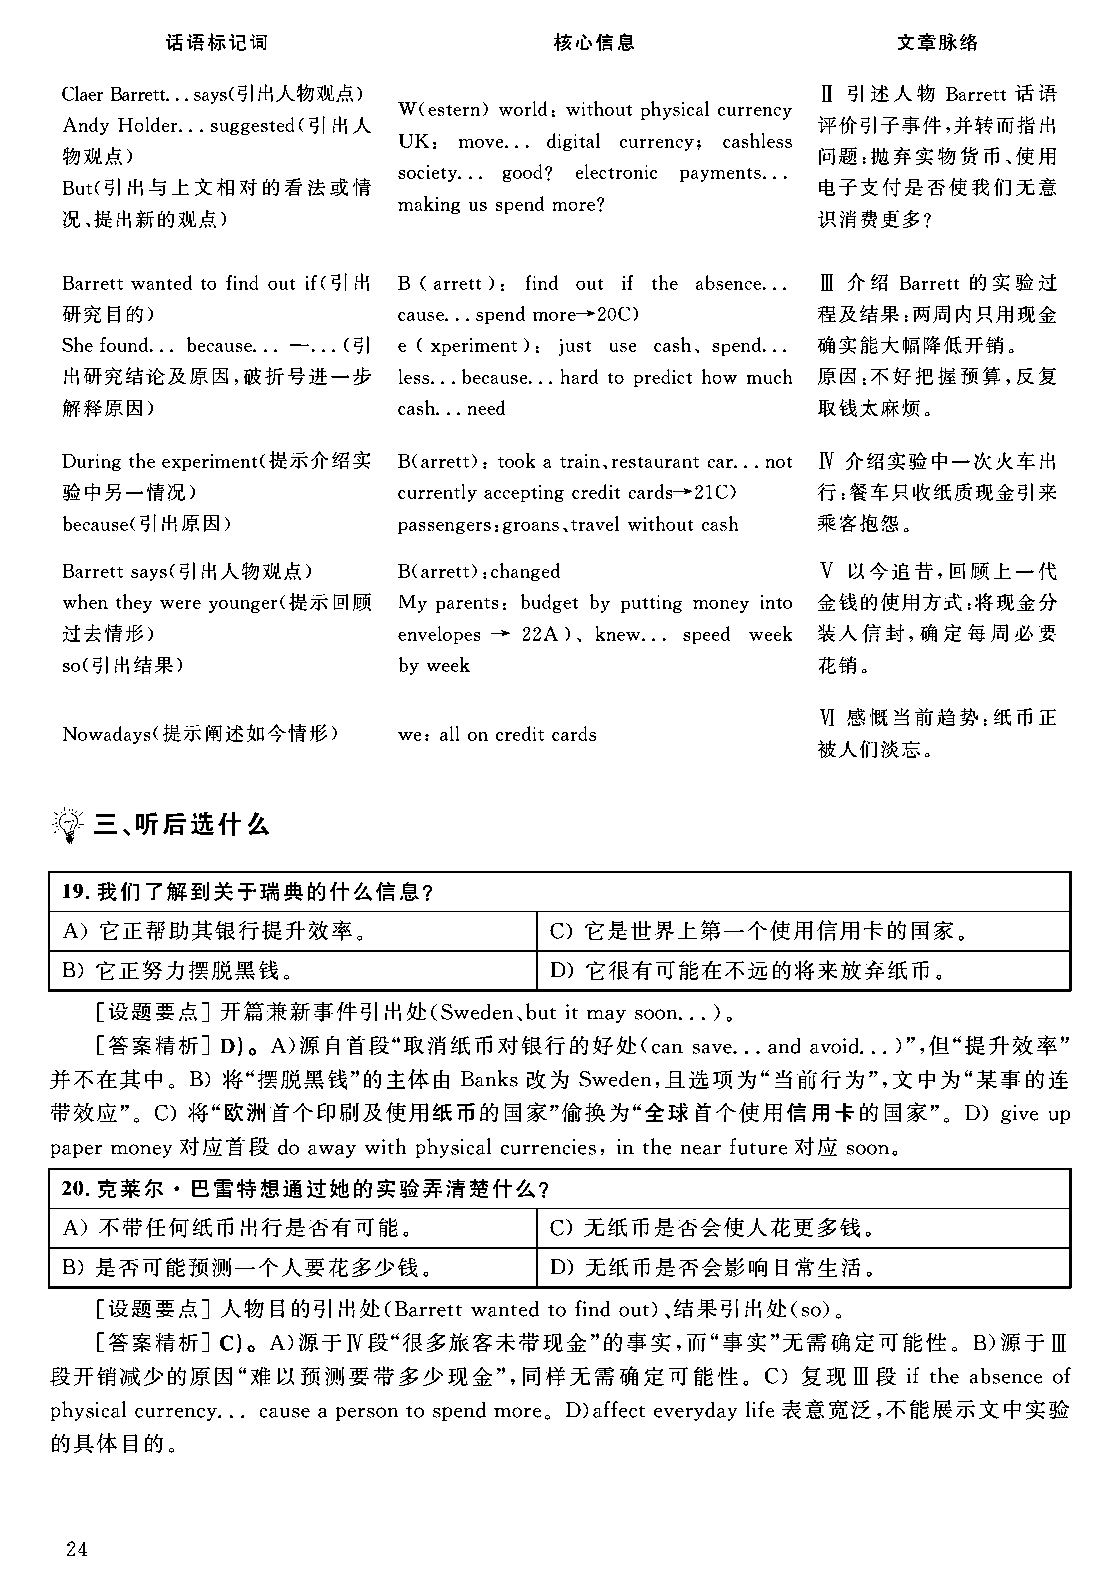 话语标记词 核心信息 文章脉络
Claer Barrett...says(引出人物观点)
Andy Holder...suggested(引出人
物观点)
But(引出与上文相对的看法或情
况、提出新的观点)
W(estern) world: without physical currency
UK: move... digital currency; cashless
society... good? electronic payments...
making us spend more?
Ⅱ 引述人物 Barrett 话语
评价引子事件,并转而指出
问题:抛弃实物货币、使用
电子支付是否使我们无意
识消费更多?
Barrett wanted to find out if(引出
研究目的)
She found... because... —...(引
出研究结论及原因,破折号进一步
解释原因)
B(arrett): find out if the absence...
cause...spend more→20C)
e(xperiment): just use cash、spend...
less...because...hard to predict how much
cash...need
Ⅲ 介绍 Barrett 的实验过
程及结果:两周内只用现金
确实能大幅降低开销。
原因:不好把握预算,反复
取钱太麻烦。
During the experiment(提示介绍实
验中另一情况)
because(引出原因)
B(arrett): took a train、restaurant car...not
currently accepting credit cards→21C)
passengers:groans、travel without cash
Ⅳ 介绍实验中一次火车出
行:餐车只收纸质现金引来
乘客抱怨。
Barrett says(引出人物观点)
when they were younger(提示回顾
过去情形)
so(引出结果)
B(arrett):changed
My parents: budget by putting money into
envelopes → 22A)、knew... speed week
by week
Ⅴ 以今追昔,回顾上一代
金钱的使用方式:将现金分
装入信封,确定每周必要
花销。
Nowadays(提示阐述如今情形)
we: all on credit cards
Ⅵ 感慨当前趋势:纸币正
被人们淡忘。
三、听后选什么
19. 我们了解到关于瑞典的什么信息?
A) 它正帮助其银行提升效率。 C) 它是世界上第一个使用信用卡的国家。
B) 它正努力摆脱黑钱。 D) 它很有可能在不远的将来放弃纸币。
[设题要点] 开篇兼新事件引出处(Sweden、but it may soon...)。
[答案精析] D)。A)源自首段“取消纸币对银行的好处(can save...and avoid...)”,但“提升效率”
并不在其中。B) 将“摆脱黑钱”的主体由 Banks 改为 Sweden,且选项为“当前行为”,文中为“某事的连
带效应”。C) 将“欧洲首个印刷及使用纸币的国家”偷换为“全球首个使用信用卡的国家”。D) give up
paper money 对应首段 do away with physical currencies, in the near future 对应 soon。
20. 克莱尔·巴雷特想通过她的实验弄清楚什么?
A) 不带任何纸币出行是否有可能。 C) 无纸币是否会使人花更多钱。
B) 是否可能预测一个人要花多少钱。 D) 无纸币是否会影响日常生活。
[设题要点] 人物目的引出处(Barrett wanted to find out)、结果引出处(so)。
[答案精析] C)。A)源于Ⅳ段“很多旅客未带现金”的事实,而“事实”无需确定可能性。B)源于Ⅲ
段开销减少的原因“难以预测要带多少现金”,同样无需确定可能性。C) 复现Ⅲ段 if the absence of
physical currency... cause a person to spend more。D)affect everyday life 表意宽泛,不能展示文中实验
的具体目的。
24